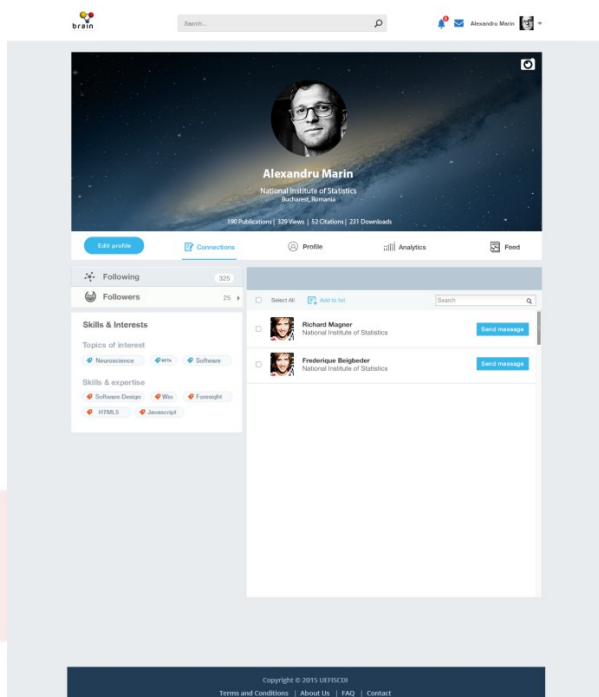 brain
Search...
Alexandru Marin
Alexandru Marin
National Institute of Statistics
Bucharest, Romania
190 Publications | 329 Views | 52 Citations | 231 Downloads
Edit profile
Connections
Profile
Analytics
Feed
Following 325
Followers 25
Select All
Add to list
Search
Skills & Interests
Topics of interest
Neuroscience
Software
Skills & expertise
Software Design
Win
Foresight
HTML5
Javascript
Richard Magner
National Institute of Statistics
Send message
Frederique Beigbeder
National Institute of Statistics
Send message
Copyright © 2015 UEFISCDI
Terms and Conditions | About Us | FAQ | Contact